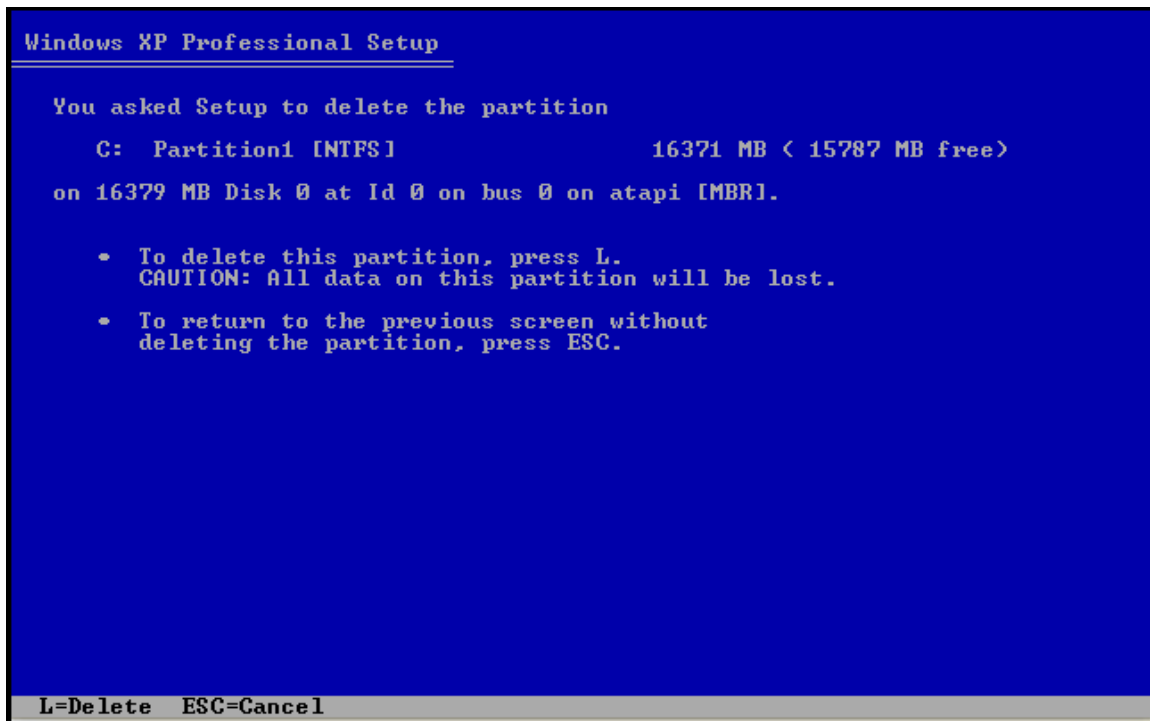 Windows XP Professional Setup
You asked Setup to delete the partition
C: Partition1 [NTFS] 16371 MB ( 15787 MB free)
on 16379 MB Disk 0 at Id 0 on bus 0 on atapi [MBR].
• To delete this partition, press L.
CAUTION: All data on this partition will be lost.
• To return to the previous screen without
deleting the partition, press ESC.
L=Delete ESC=Cancel